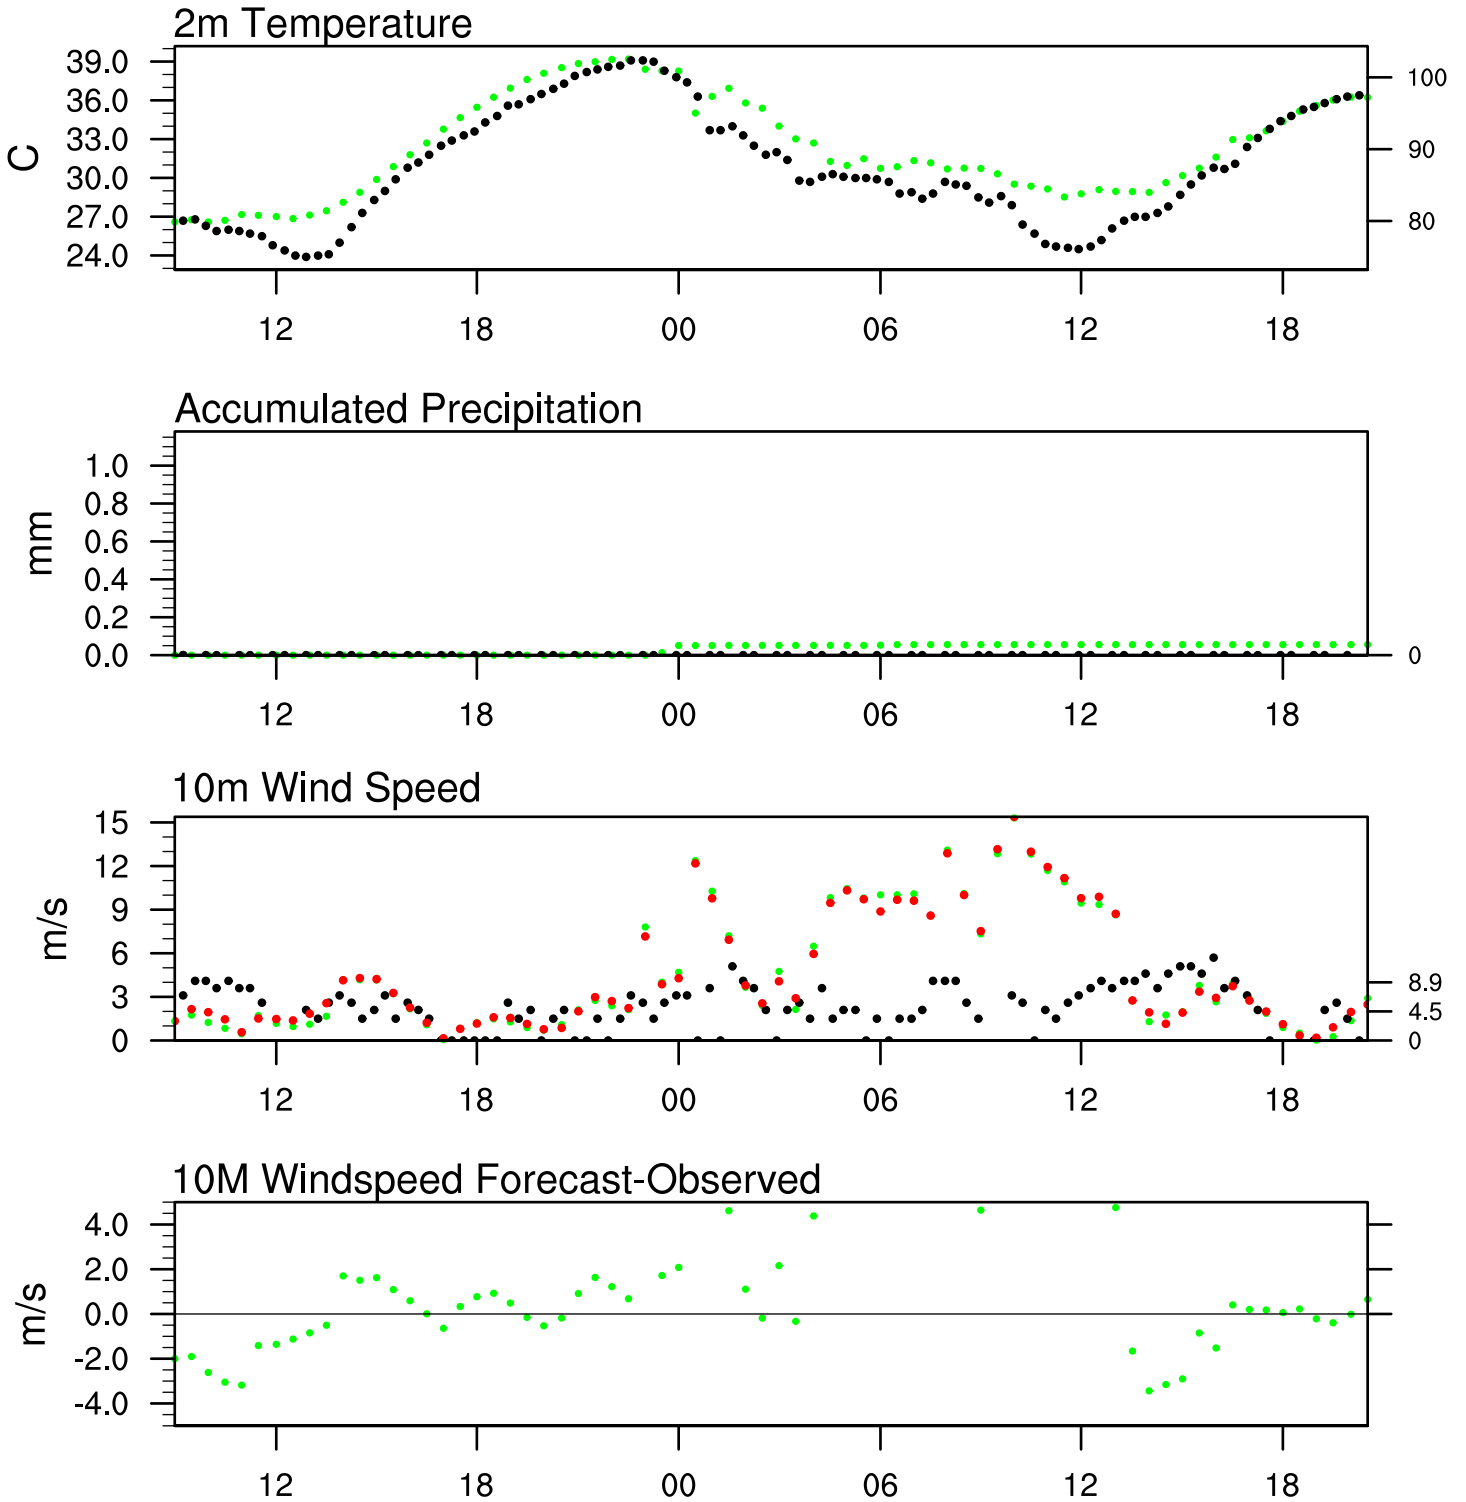 2m Temperature
39.0
36.0
33.0
30.0
27.0
24.0
C
100
90
80
12 18 00 06 12 18
Accumulated Precipitation
1.0
0.8
0.6
0.4
0.2
0.0
mm
0
12 18 00 06 12 18
10m Wind Speed
15
12
9
6
3
0
m/s
8.9
4.5
0
12 18 00 06 12 18
10M Windspeed Forecast-Observed
4.0
2.0
0.0
-2.0
-4.0
m/s
12 18 00 06 12 18